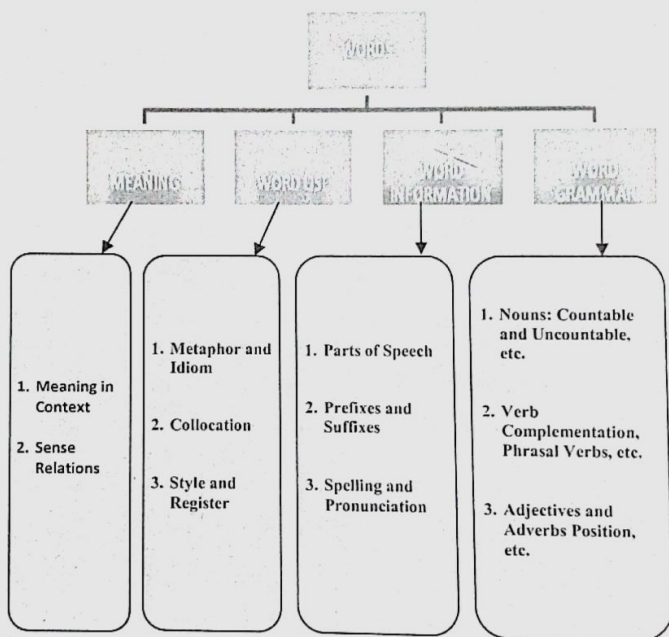 WORDS
MEANING
WORD USE
WORD
INFORMATION
WORD
GRAMMAR
1. Meaning in
Context
2. Sense
Relations
1. Metaphor and
Idiom
2. Collocation
3. Style and
Register
1. Parts of Speech
2. Prefixes and
Suffixes
3. Spelling and
Pronunciation
1. Nouns: Countable
and Uncountable,
etc.
2. Verb
Complementation,
Phrasal Verbs, etc.
3. Adjectives and
Adverbs Position,
etc.